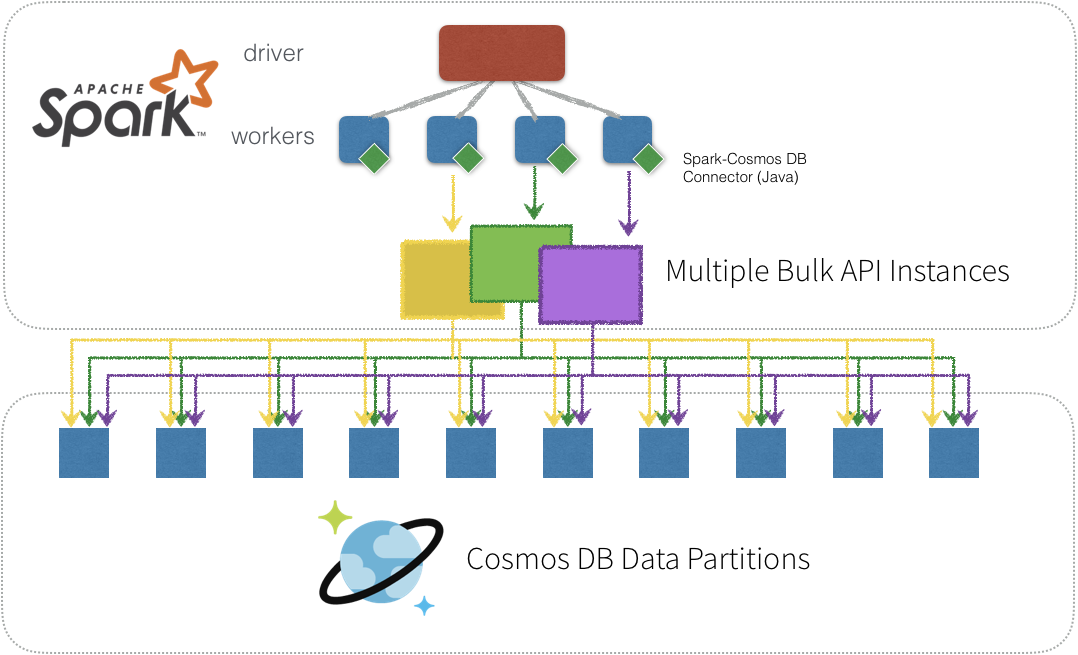 driver
APACHE
Spark™
workers
Spark-Cosmos DB
Connector (Java)
Multiple Bulk API Instances
Cosmos DB Data Partitions